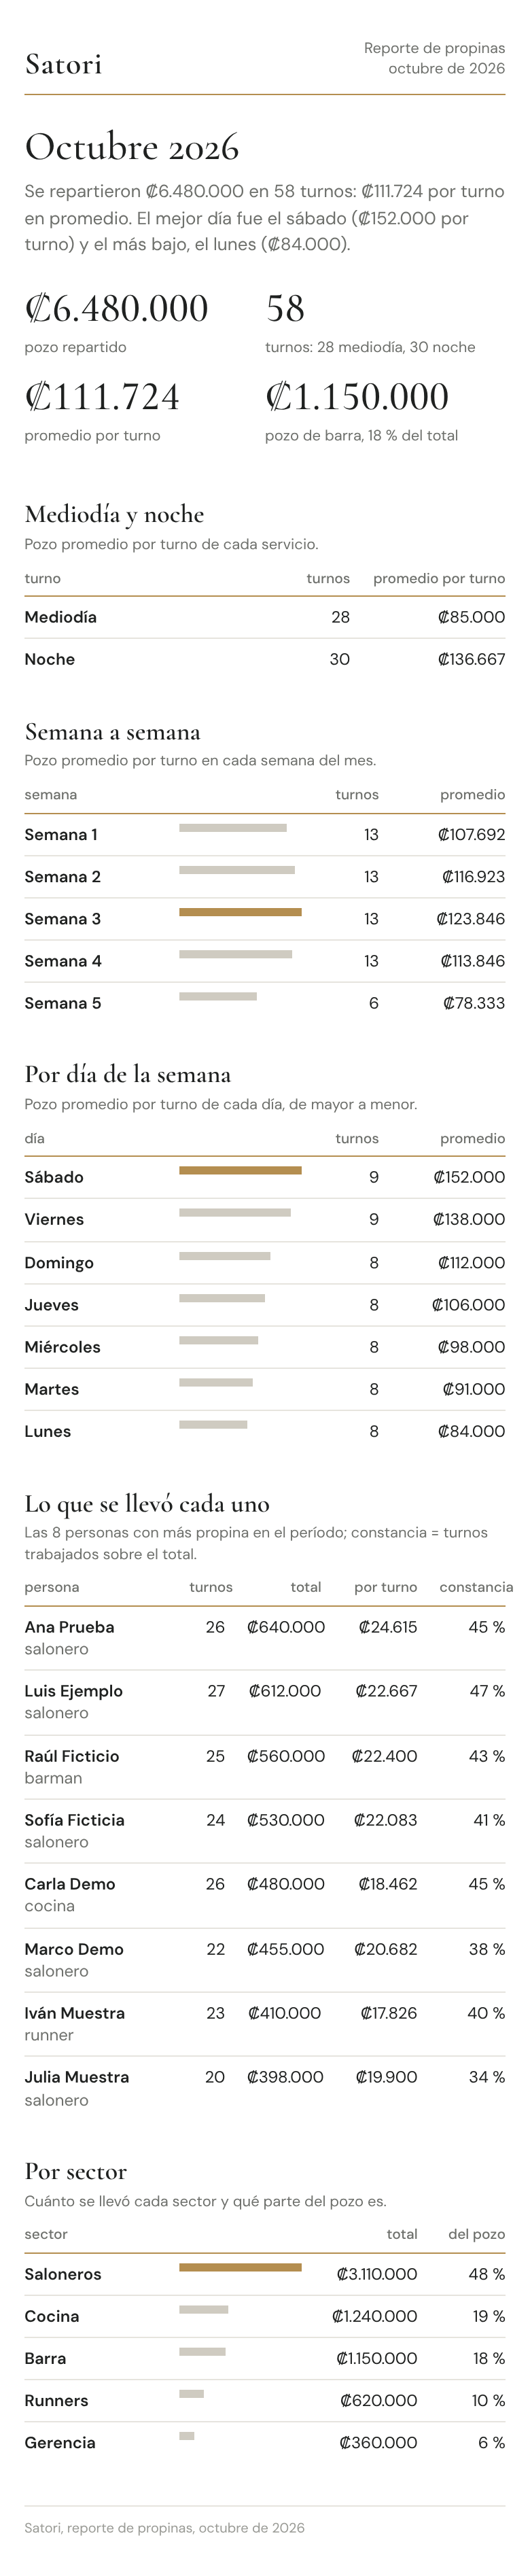 Satori
Reporte de propinas
octubre de 2026
Octubre 2026
Se repartieron ₡6.480.000 en 58 turnos: ₡111.724 por turno
en promedio. El mejor día fue el sábado (₡152.000 por
turno) y el más bajo, el lunes (₡84.000).
₡6.480.000 58
pozo repartido turnos: 28 mediodía, 30 noche
₡111.724 ₡1.150.000
promedio por turno pozo de barra, 18 % del total
Mediodía y noche
Pozo promedio por turno de cada servicio.
turno turnos promedio por turno
Mediodía 28 ₡85.000
Noche 30 ₡136.667
Semana a semana
Pozo promedio por turno en cada semana del mes.
semana turnos promedio
Semana 1 13 ₡107.692
Semana 2 13 ₡116.923
Semana 3 13 ₡123.846
Semana 4 13 ₡113.846
Semana 5 6 ₡78.333
Por día de la semana
Pozo promedio por turno de cada día, de mayor a menor.
día turnos promedio
Sábado 9 ₡152.000
Viernes 9 ₡138.000
Domingo 8 ₡112.000
Jueves 8 ₡106.000
Miércoles 8 ₡98.000
Martes 8 ₡91.000
Lunes 8 ₡84.000
Lo que se llevó cada uno
Las 8 personas con más propina en el período; constancia = turnos
trabajados sobre el total.
persona turnos total por turno constancia
Ana Prueba 26 ₡640.000 ₡24.615 45 %
salonero
Luis Ejemplo 27 ₡612.000 ₡22.667 47 %
salonero
Raúl Ficticio 25 ₡560.000 ₡22.400 43 %
barman
Sofía Ficticia 24 ₡530.000 ₡22.083 41 %
salonero
Carla Demo 26 ₡480.000 ₡18.462 45 %
cocina
Marco Demo 22 ₡455.000 ₡20.682 38 %
salonero
Iván Muestra 23 ₡410.000 ₡17.826 40 %
runner
Julia Muestra 20 ₡398.000 ₡19.900 34 %
salonero
Por sector
Cuánto se llevó cada sector y qué parte del pozo es.
sector total del pozo
Saloneros ₡3.110.000 48 %
Cocina ₡1.240.000 19 %
Barra ₡1.150.000 18 %
Runners ₡620.000 10 %
Gerencia ₡360.000 6 %
Satori, reporte de propinas, octubre de 2026